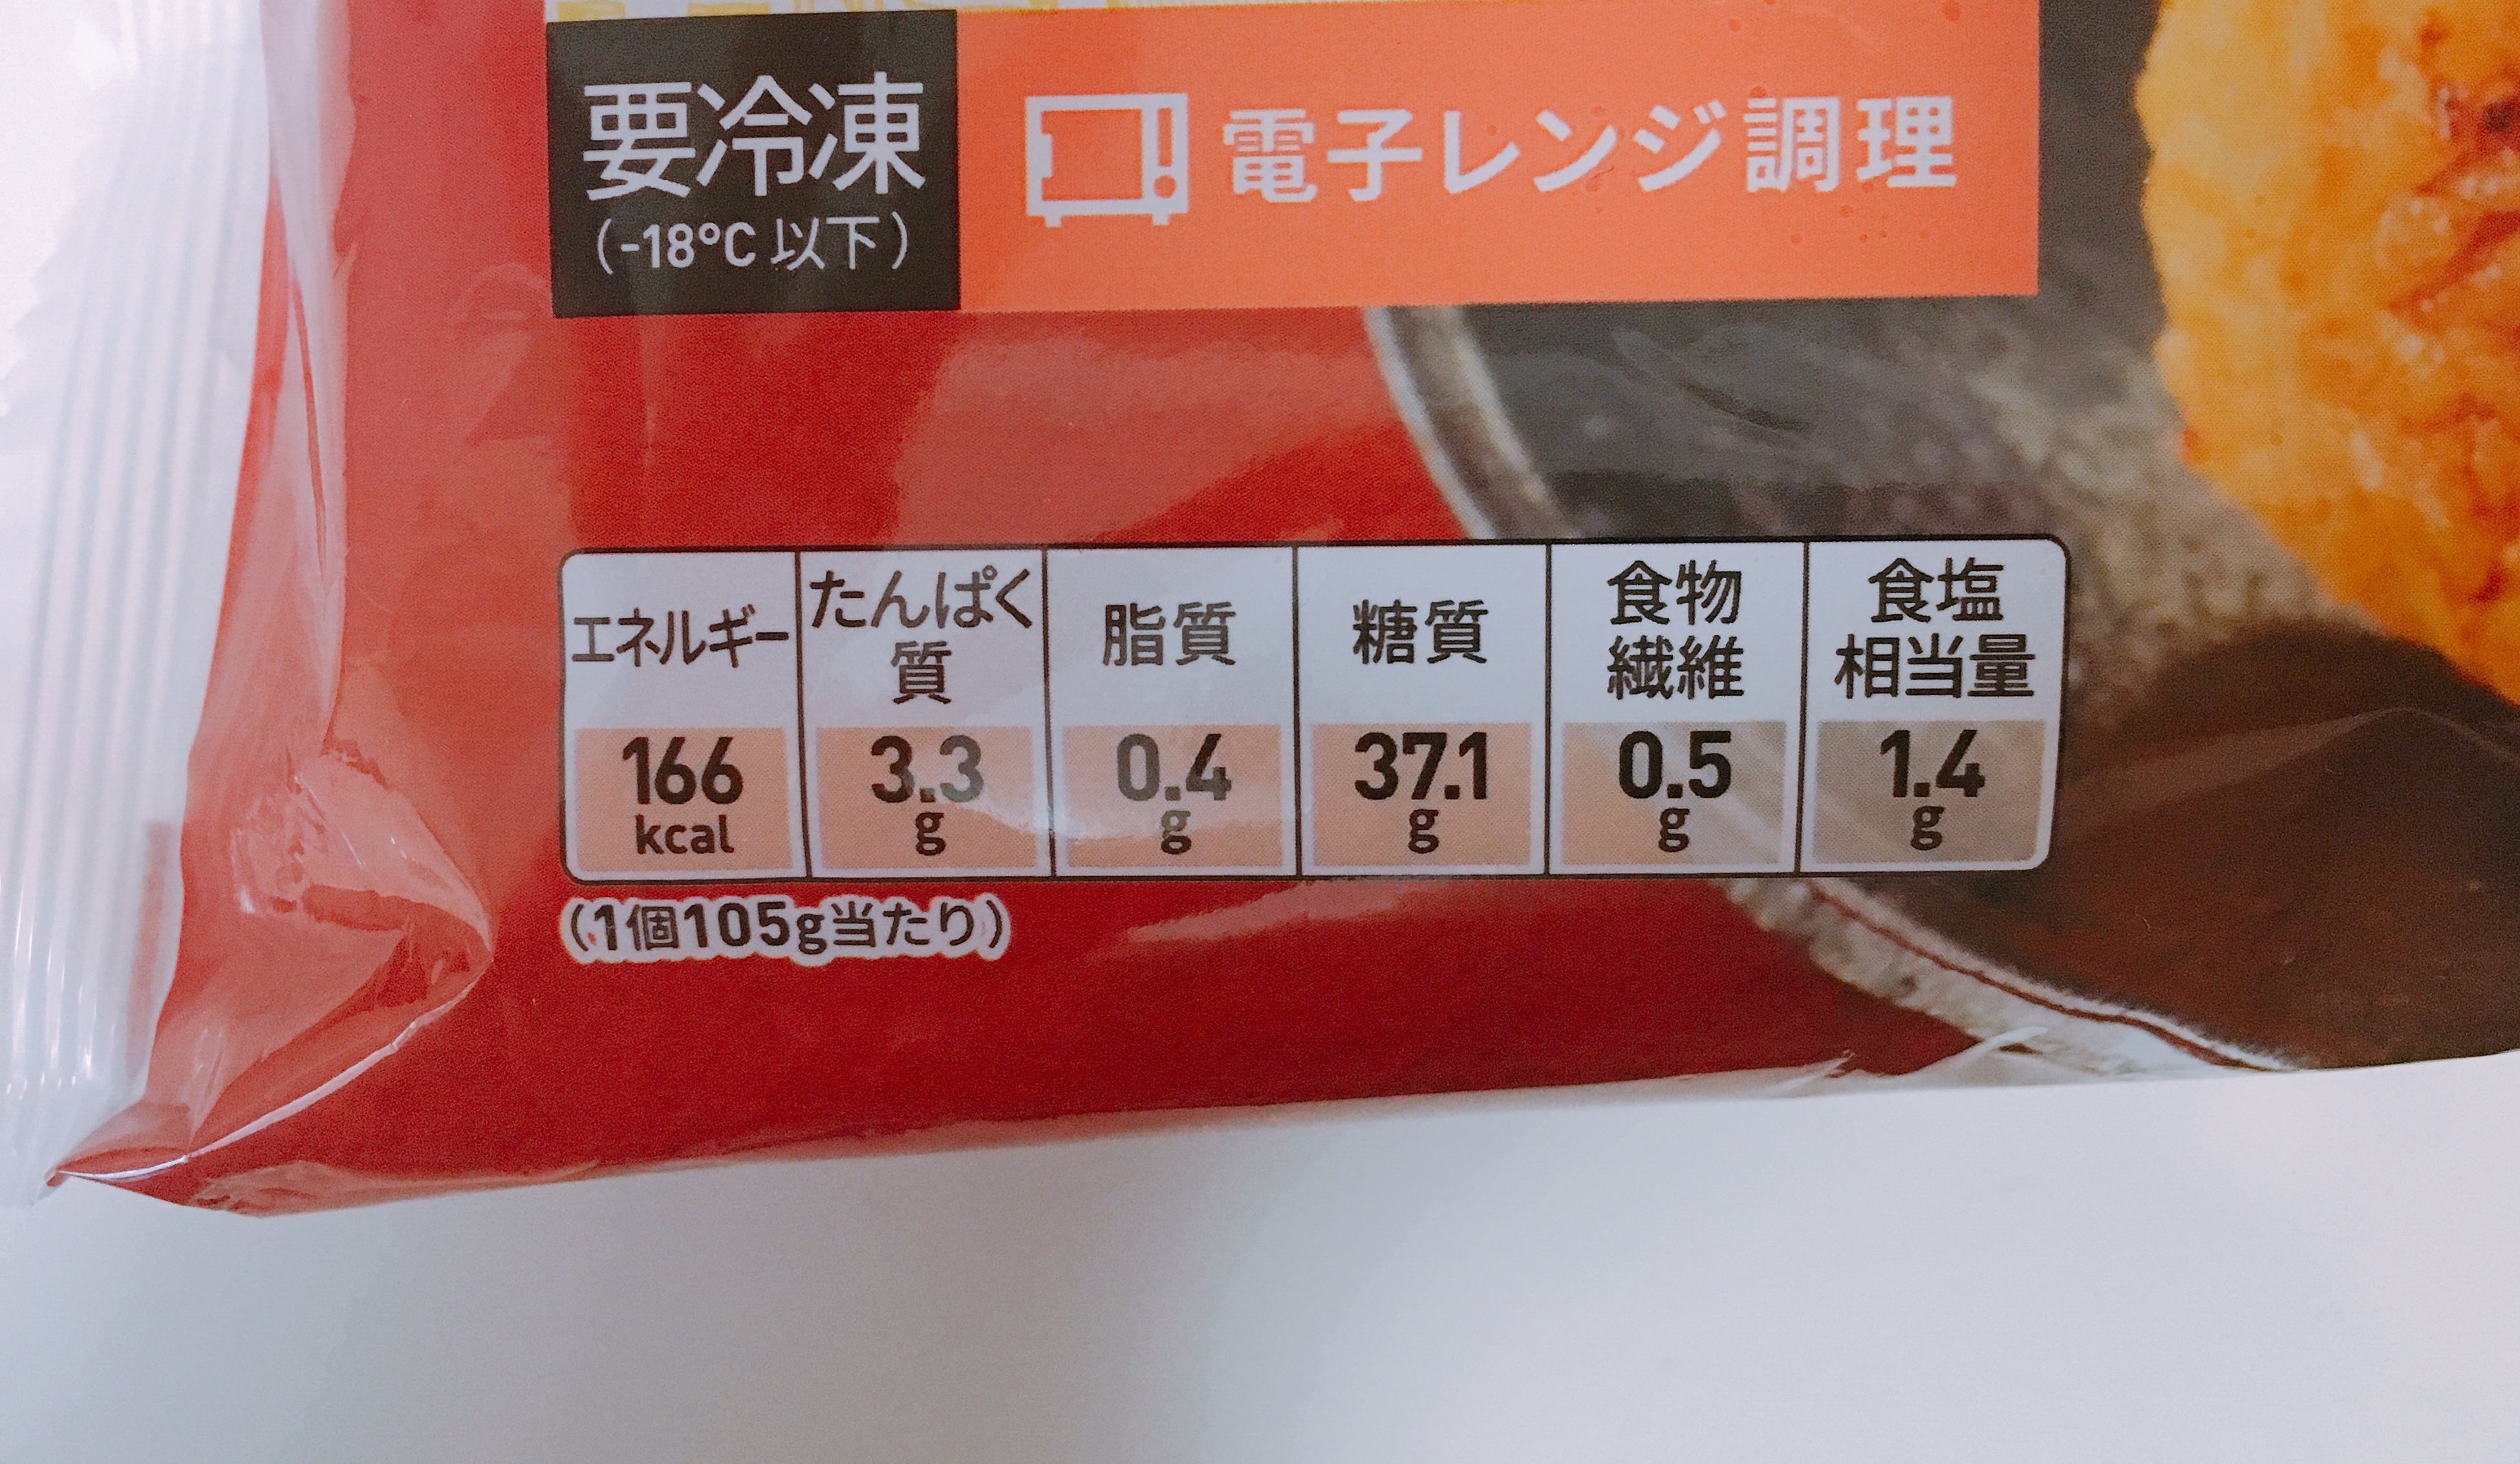 要冷凍
(-18℃以下)
電子レンジ調理
エネルギー
166
kcal
たんぱく
質
3.3
g
脂質
0.4
g
糖質
37.1
g
食物
繊維
0.5
g
食塩
相当量
1.4
g
(1個105g当たり)